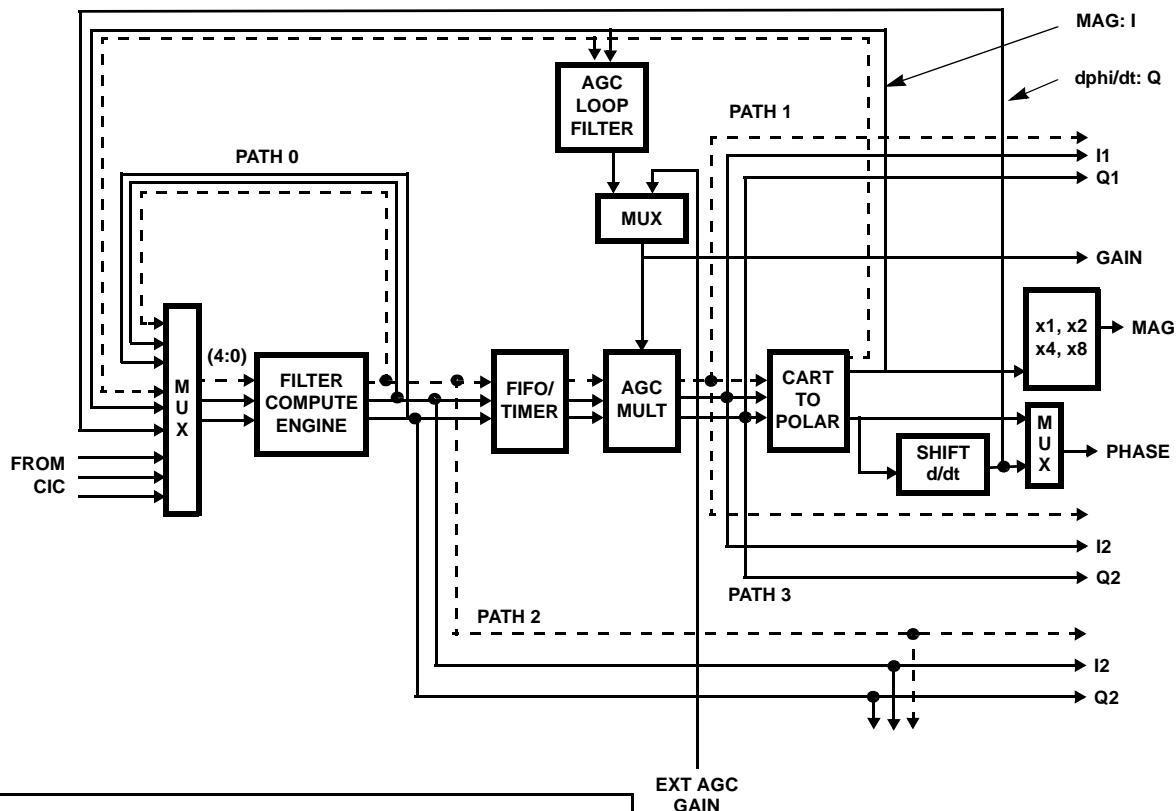 MAG: I
dphi/dt: Q
AGC
LOOP
FILTER
PATH 1
I1
Q1
PATH 0
MUX
GAIN
x1, x2
x4, x8
MAG
(4:0)
MUX
FILTER
COMPUTE
ENGINE
FIFO/
TIMER
AGC
MULT
CART
TO
POLAR
MUX
PHASE
SHIFT
d/dt
FROM
CIC
I2
Q2
PATH 3
PATH 2
I2
Q2
EXT AGC
GAIN